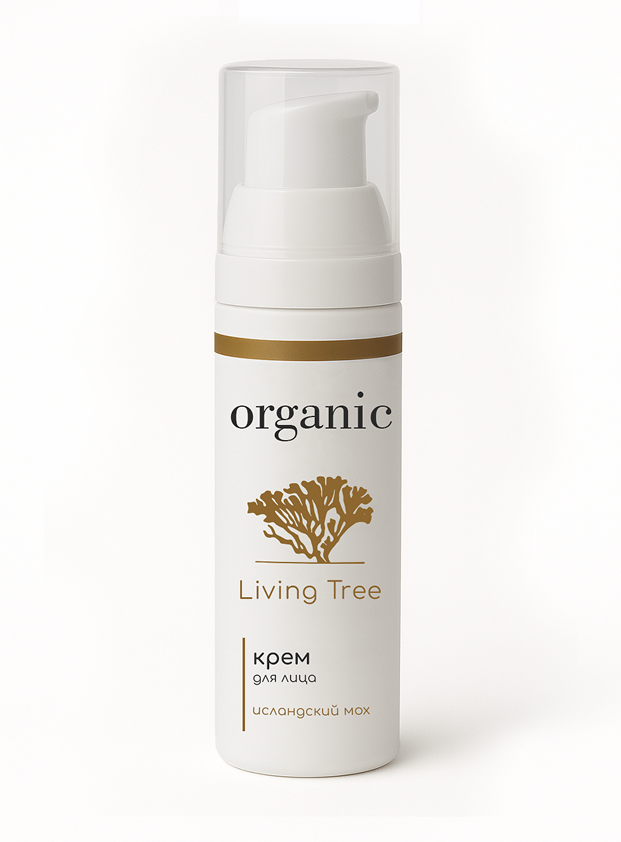 organic
Living Tree
крем
для лица
исландский мох